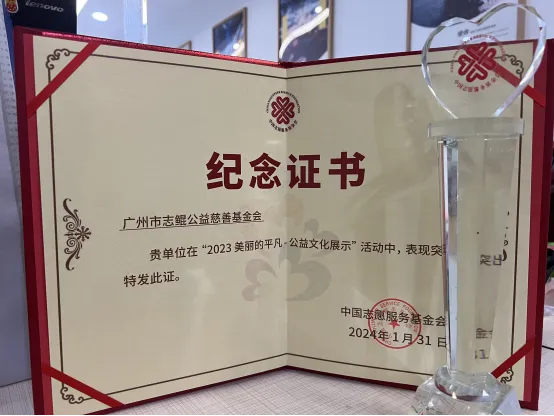 lenovo
纪念证书
广州市志鲲公益慈善基金会
贵单位在“2023 美丽的平凡-公益文化展示”活动中，表现突
特发此证。
中国志愿服务基金会
2024年 1 月 31 日